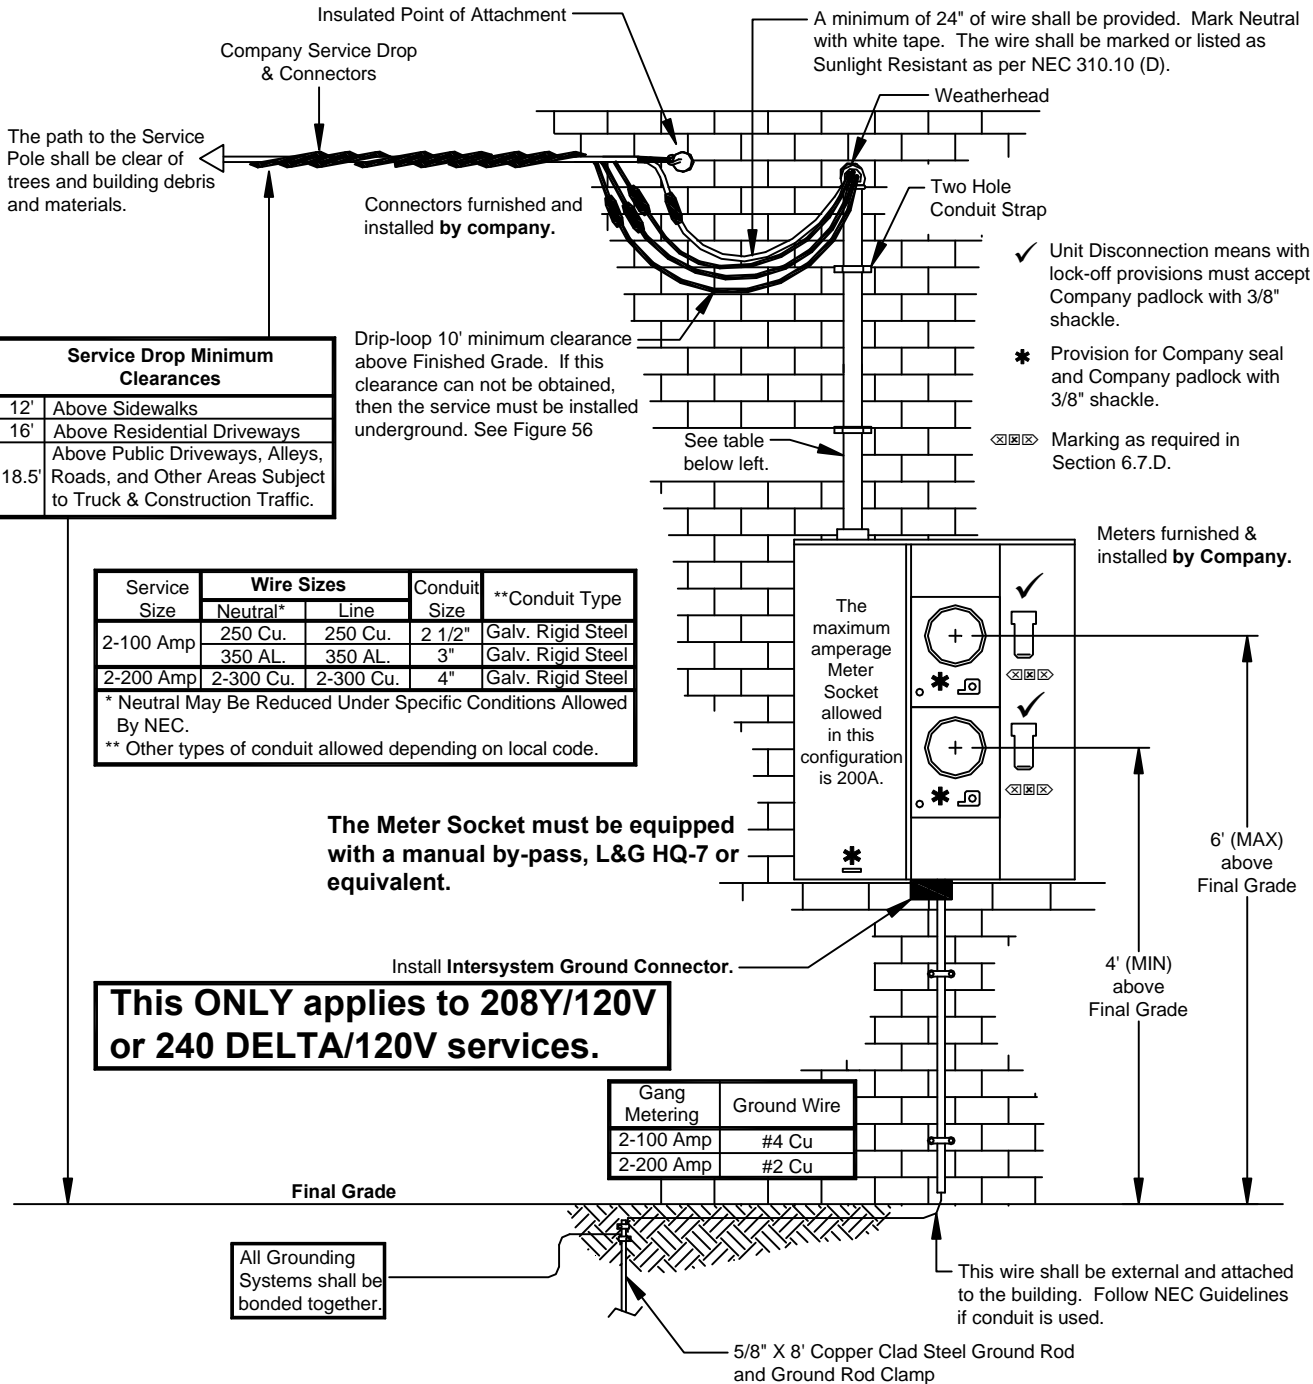 Insulated Point of Attachment
A minimum of 24" of wire shall be provided. Mark Neutral
with white tape. The wire shall be marked or listed as
Sunlight Resistant as per NEC 310.10 (D).
Company Service Drop
& Connectors
Weatherhead
The path to the Service
Pole shall be clear of
trees and building debris
and materials.
Connectors furnished and
installed by company.
Two Hole
Conduit Strap
✓ Unit Disconnection means with
lock-off provisions must accept
Company padlock with 3/8"
shackle.
* Provision for Company seal
and Company padlock with
3/8" shackle.
Marking as required in
Section 6.7.D.
Drip-loop 10' minimum clearance
above Finished Grade. If this
clearance can not be obtained,
then the service must be installed
underground. See Figure 56
Service Drop Minimum
Clearances
12' Above Sidewalks
16' Above Residential Driveways
18.5' Above Public Driveways, Alleys,
Roads, and Other Areas Subject
to Truck & Construction Traffic.
See table
below left.
Meters furnished &
installed by Company.
Service Size | Wire Sizes | Conduit Size | **Conduit Type
Neutral* | Line
2-100 Amp | 250 Cu. | 250 Cu. | 2 1/2" | Galv. Rigid Steel
350 AL. | 350 AL. | 3" | Galv. Rigid Steel
2-200 Amp | 2-300 Cu. | 2-300 Cu. | 4" | Galv. Rigid Steel
* Neutral May Be Reduced Under Specific Conditions Allowed
By NEC.
** Other types of conduit allowed depending on local code.
The
maximum
amperage
Meter
Socket
allowed
in this
configuration
is 200A.
The Meter Socket must be equipped
with a manual by-pass, L&G HQ-7 or
equivalent.
6' (MAX)
above
Final Grade
4' (MIN)
above
Final Grade
Install Intersystem Ground Connector.
This ONLY applies to 208Y/120V
or 240 DELTA/120V services.
Gang Metering | Ground Wire
2-100 Amp | #4 Cu
2-200 Amp | #2 Cu
Final Grade
All Grounding
Systems shall be
bonded together.
This wire shall be external and attached
to the building. Follow NEC Guidelines
if conduit is used.
5/8" X 8' Copper Clad Steel Ground Rod
and Ground Rod Clamp